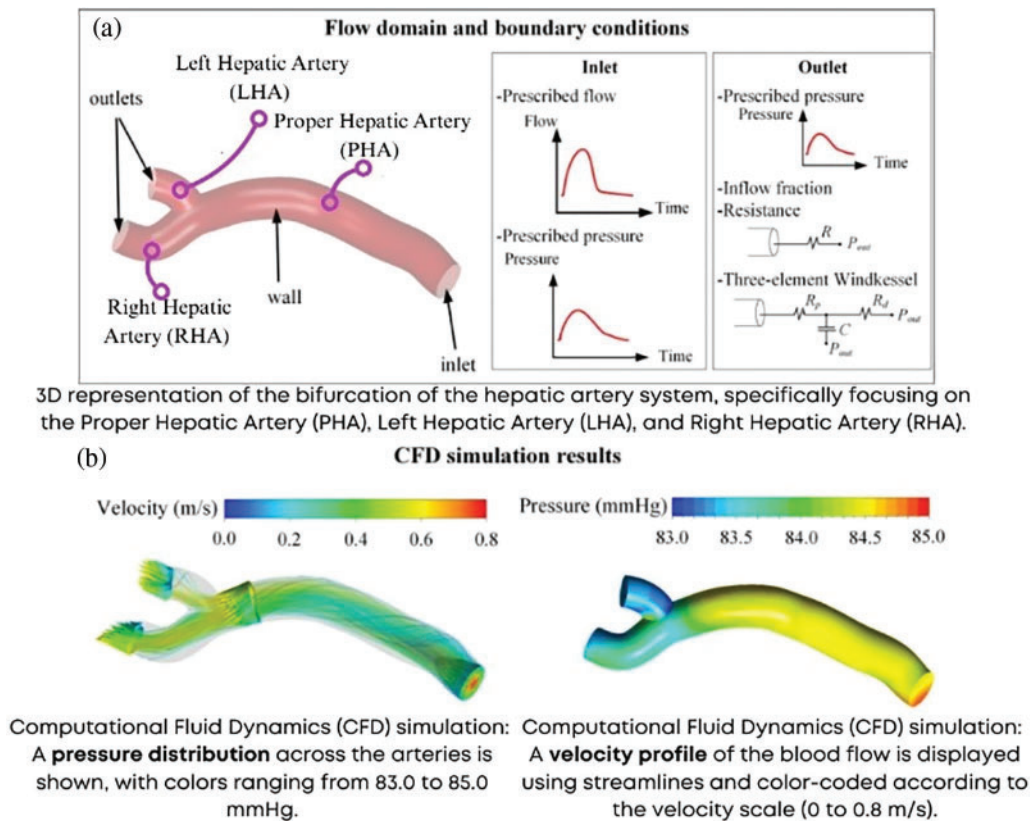 (a)
Flow domain and boundary conditions
Left Hepatic Artery
(LHA)
outlets
Proper Hepatic Artery
(PHA)
Right Hepatic
Artery (RHA)
wall
inlet
Inlet
-Prescribed flow
Flow
Time
-Prescribed pressure
Pressure
Time
Outlet
-Prescribed pressure
Pressure
Time
-Inflow fraction
-Resistance
R
Pout
-Three-element Windkessel
Rp
Rd
Pout
C
Pout
3D representation of the bifurcation of the hepatic artery system, specifically focusing on
the Proper Hepatic Artery (PHA), Left Hepatic Artery (LHA), and Right Hepatic Artery (RHA).
(b)
CFD simulation results
Velocity (m/s)
0.0 0.2 0.4 0.6 0.8
Pressure (mmHg)
83.0 83.5 84.0 84.5 85.0
Computational Fluid Dynamics (CFD) simulation:
A pressure distribution across the arteries is
shown, with colors ranging from 83.0 to 85.0
mmHg.
Computational Fluid Dynamics (CFD) simulation:
A velocity profile of the blood flow is displayed
using streamlines and color-coded according to
the velocity scale (0 to 0.8 m/s).